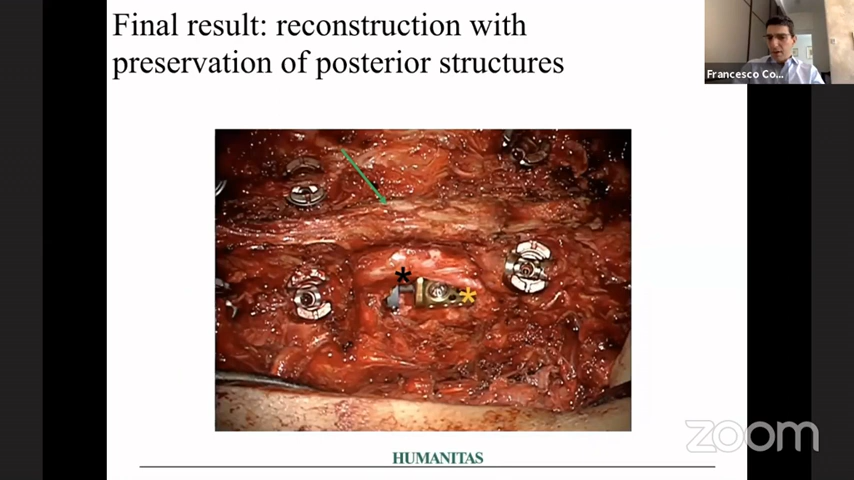 Final result: reconstruction with
preservation of posterior structures
Francesco Co...
*
*
HUMANITAS
zoom